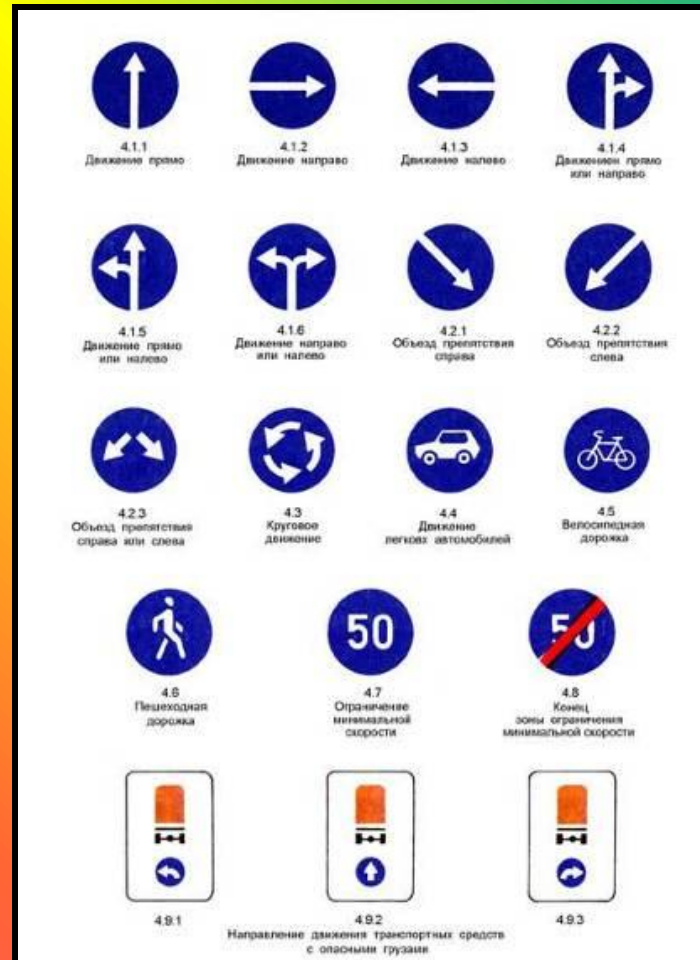 4.1.1
Движение прямо
4.1.2
Движение направо
4.1.3
Движение налево
4.1.4
Движениен прямо
или направо
4.1.5
Движение прямо
или налево
4.1.6
Движение направо
или налево
4.2.1
Объезд препятствия
справа
4.2.2
Объезд препятствия
слева
4.2.3
Объезд препятствия
справа или слева
4.3
Круговое
движение
4.4
Движение
легковх автомобилей
4.5
Велосипедная
дорожка
50
50
4.6
Пешеходная
дорожка
4.7
Ограничение
минимальной
скорости
4.8
Конец
зоны ограничения
минимальной скорости
4.9.1
4.9.2
4.9.3
Направление движения транспортных средств
с опасными грузами